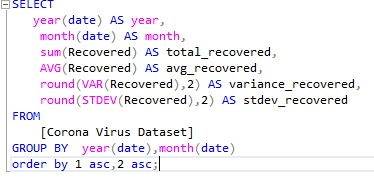 SELECT
year(date) AS year,
month(date) AS month,
sum(Recovered) AS total_recovered,
AVG(Recovered) AS avg_recovered,
round(VAR(Recovered),2) AS variance_recovered,
round(STDEV(Recovered),2) AS stdev_recovered
FROM
[Corona Virus Dataset]
GROUP BY year(date),month(date)
order by 1 asc,2 asc;